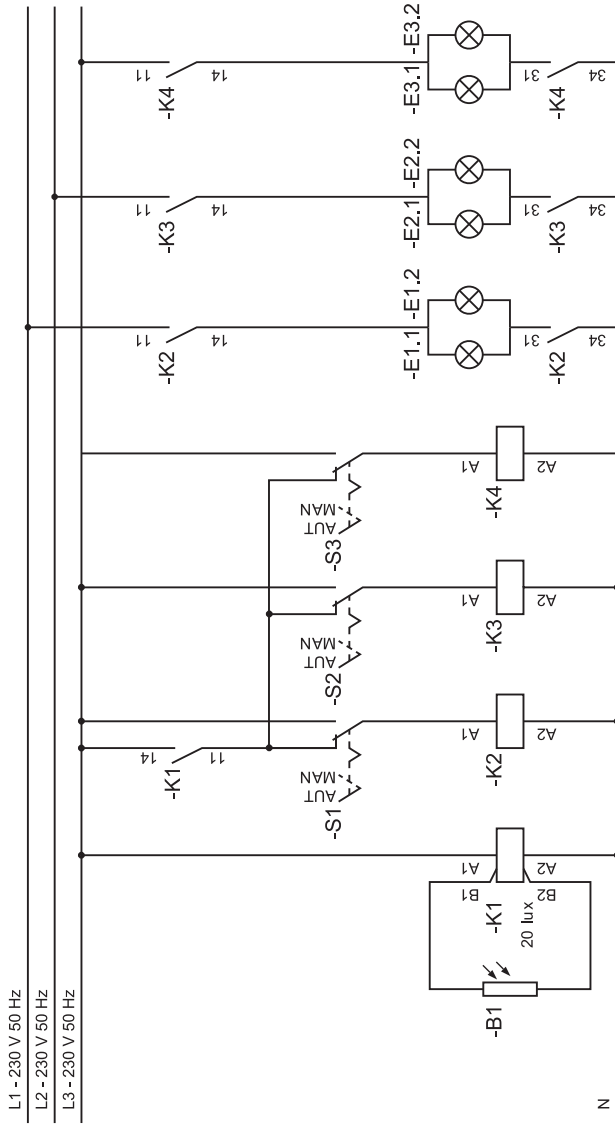 L1 - 230 V 50 Hz
L2 - 230 V 50 Hz
L3 - 230 V 50 Hz
N
-B1
-K1
20 lux
B1
A1
B2
A2
-K1
14
11
-S1
AUT
MAN
-K2
A1
A2
-S2
AUT
MAN
-K3
A1
A2
-S3
AUT
MAN
-K4
A1
A2
-K2
11
14
-E1.1
-E1.2
-K2
31
34
-K3
11
14
-E2.1
-E2.2
-K3
31
34
-K4
11
14
-E3.1
-E3.2
-K4
31
34